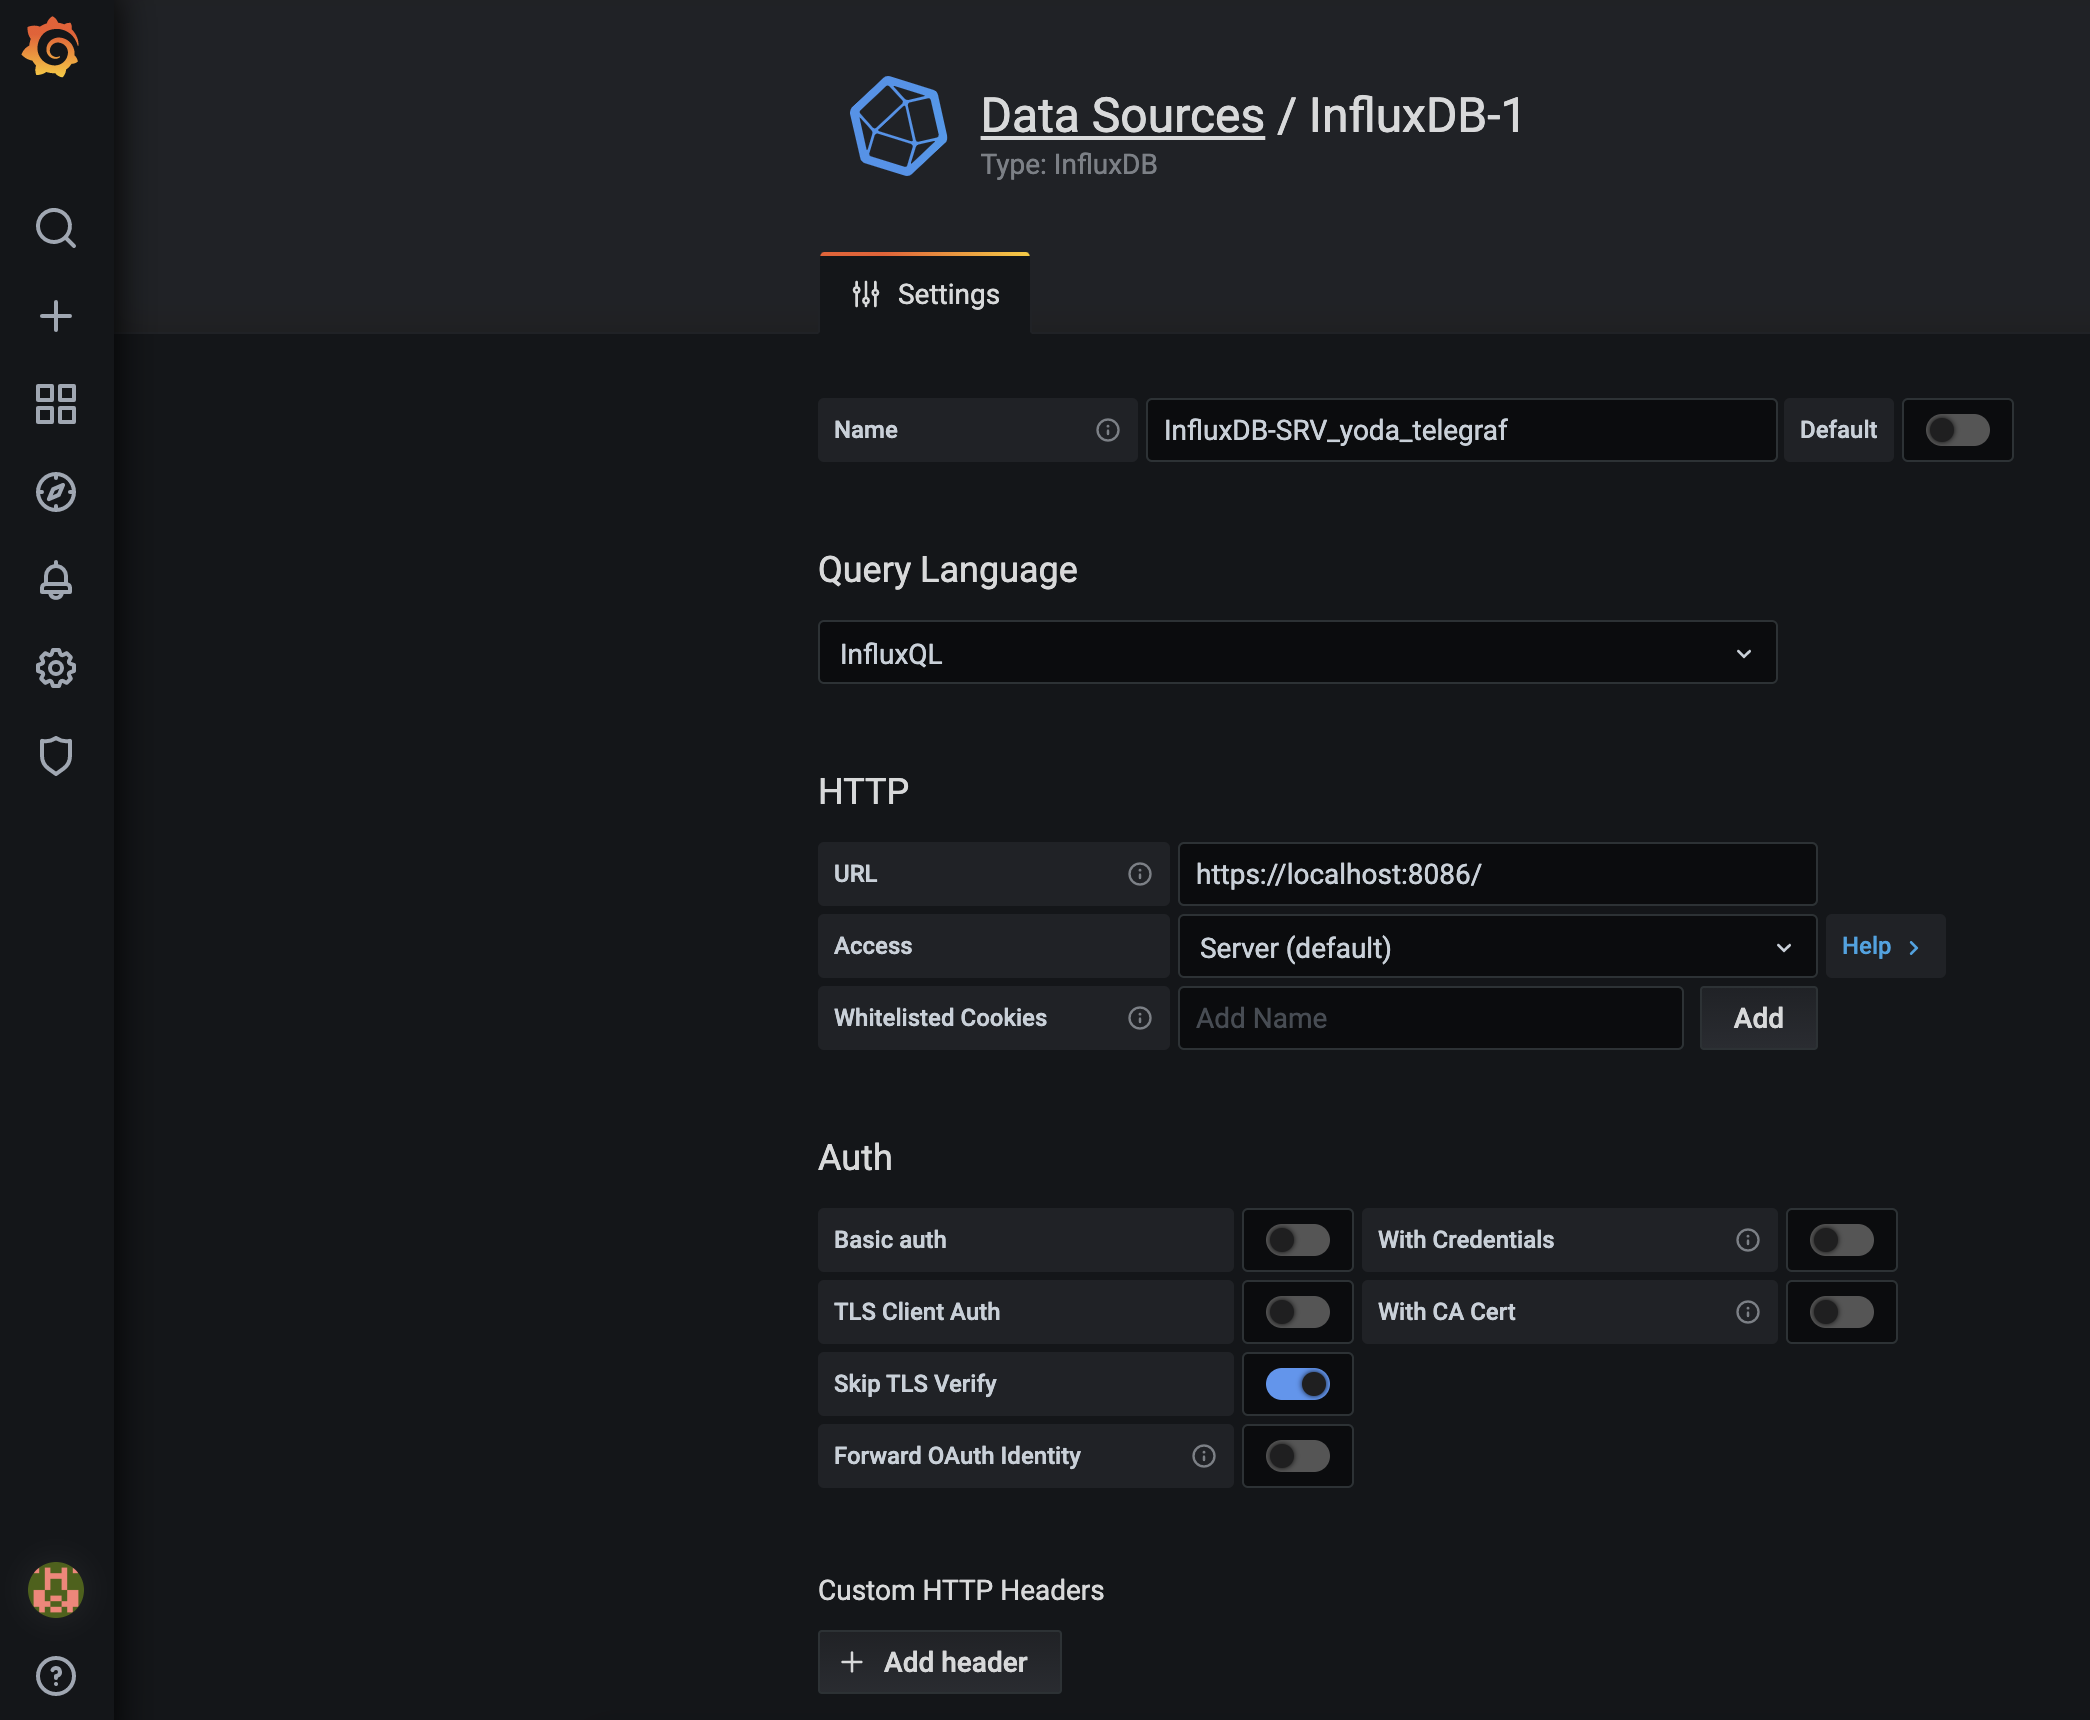 Data Sources / InfluxDB-1
Type: InfluxDB
Settings
Name InfluxDB-SRV_yoda_telegraf Default
Query Language
InfluxQL
HTTP
URL https://localhost:8086/
Access Server (default) Help
Whitelisted Cookies Add Name Add
Auth
Basic auth With Credentials
TLS Client Auth With CA Cert
Skip TLS Verify
Forward OAuth Identity
Custom HTTP Headers
Add header